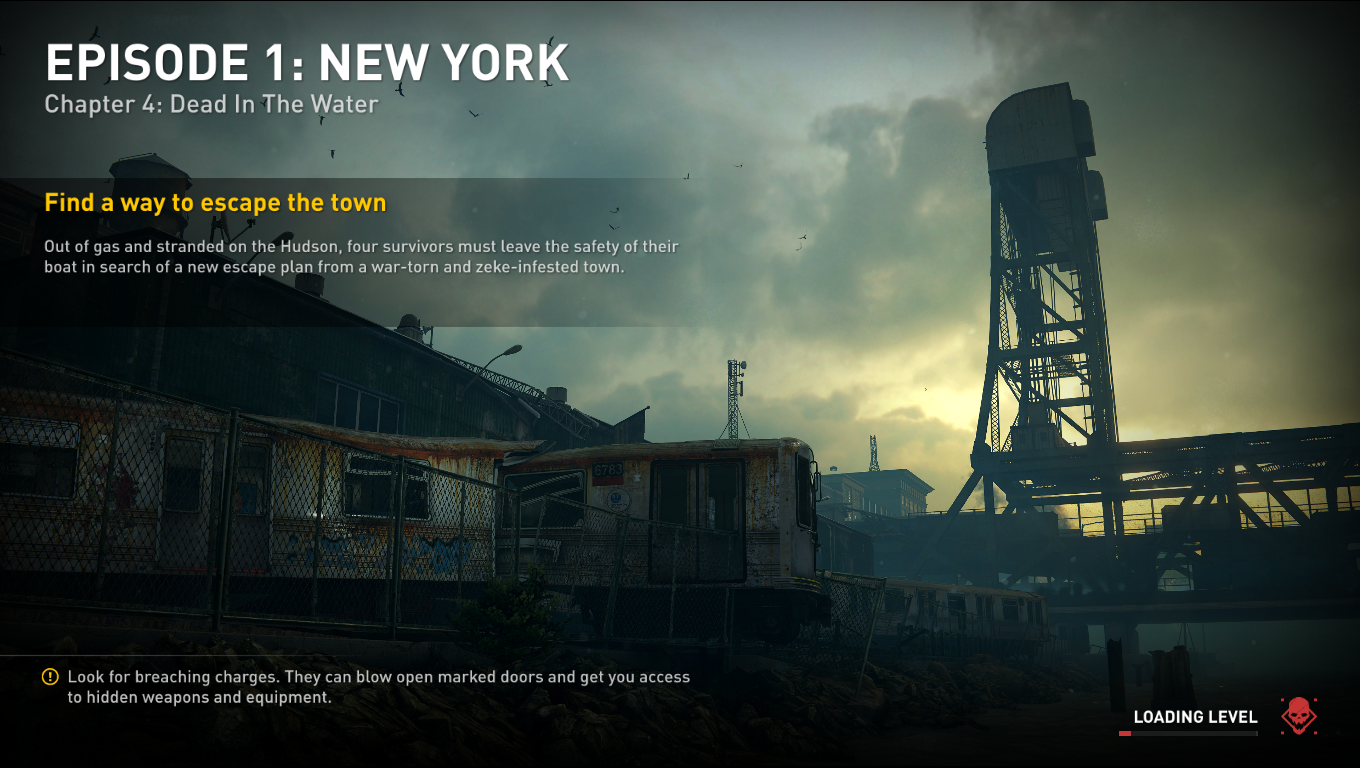 EPISODE 1: NEW YORK
Chapter 4: Dead In The Water
Find a way to escape the town
Out of gas and stranded on the Hudson, four survivors must leave the safety of their
boat in search of a new escape plan from a war-torn and zeke-infested town.
6783
Look for breaching charges. They can blow open marked doors and get you access
to hidden weapons and equipment.
LOADING LEVEL